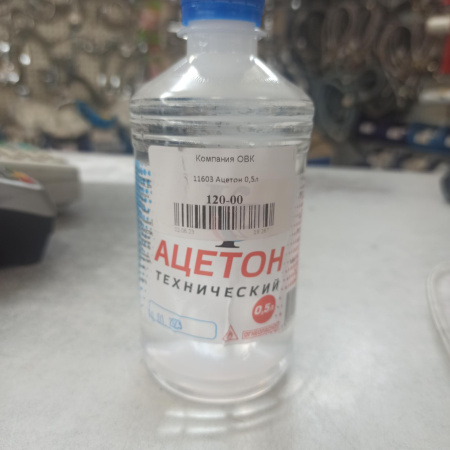 Компания ОВК
11603 Ацетон 0,5л
120-00
АЦЕТОН
ТЕХНИЧЕСКИЙ
0,5л